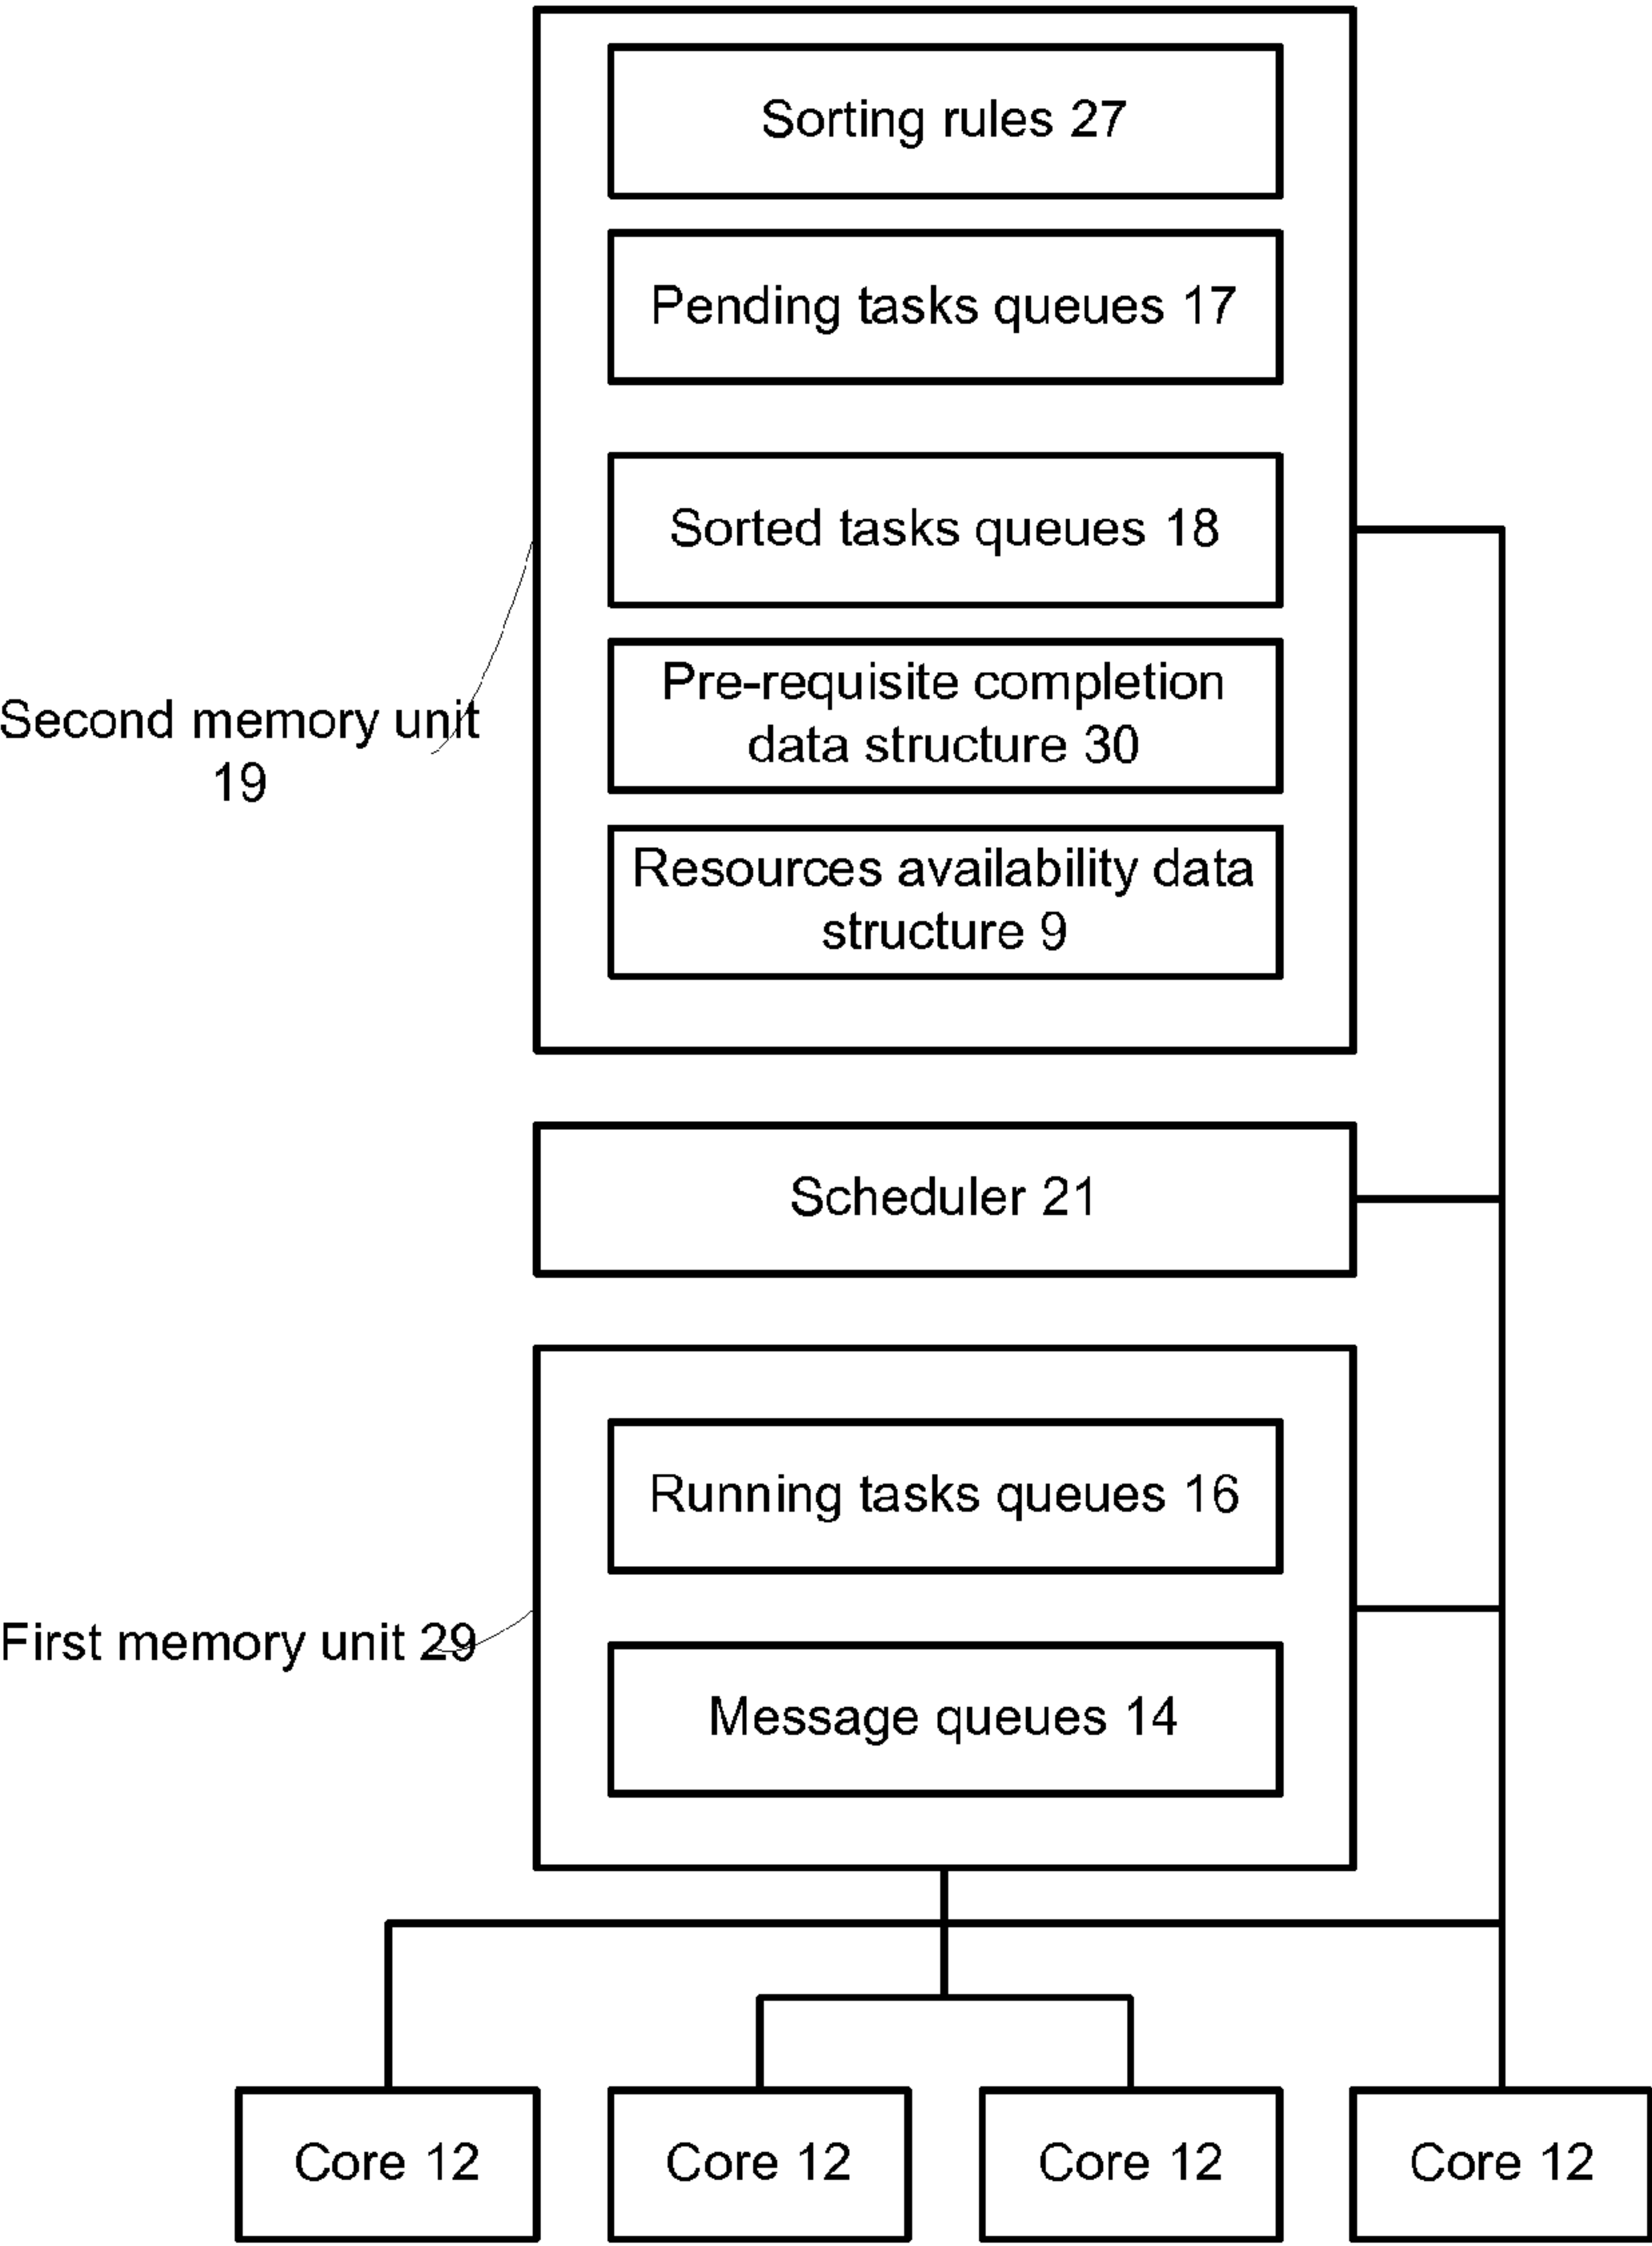 Sorting rules 27
Pending tasks queues 17
Sorted tasks queues 18
Pre-requisite completion
data structure 30
Second memory unit
19
Resources availability data
structure 9
Scheduler 21
Running tasks queues 16
First memory unit 29
Message queues 14
Core 12
Core 12
Core 12
Core 12